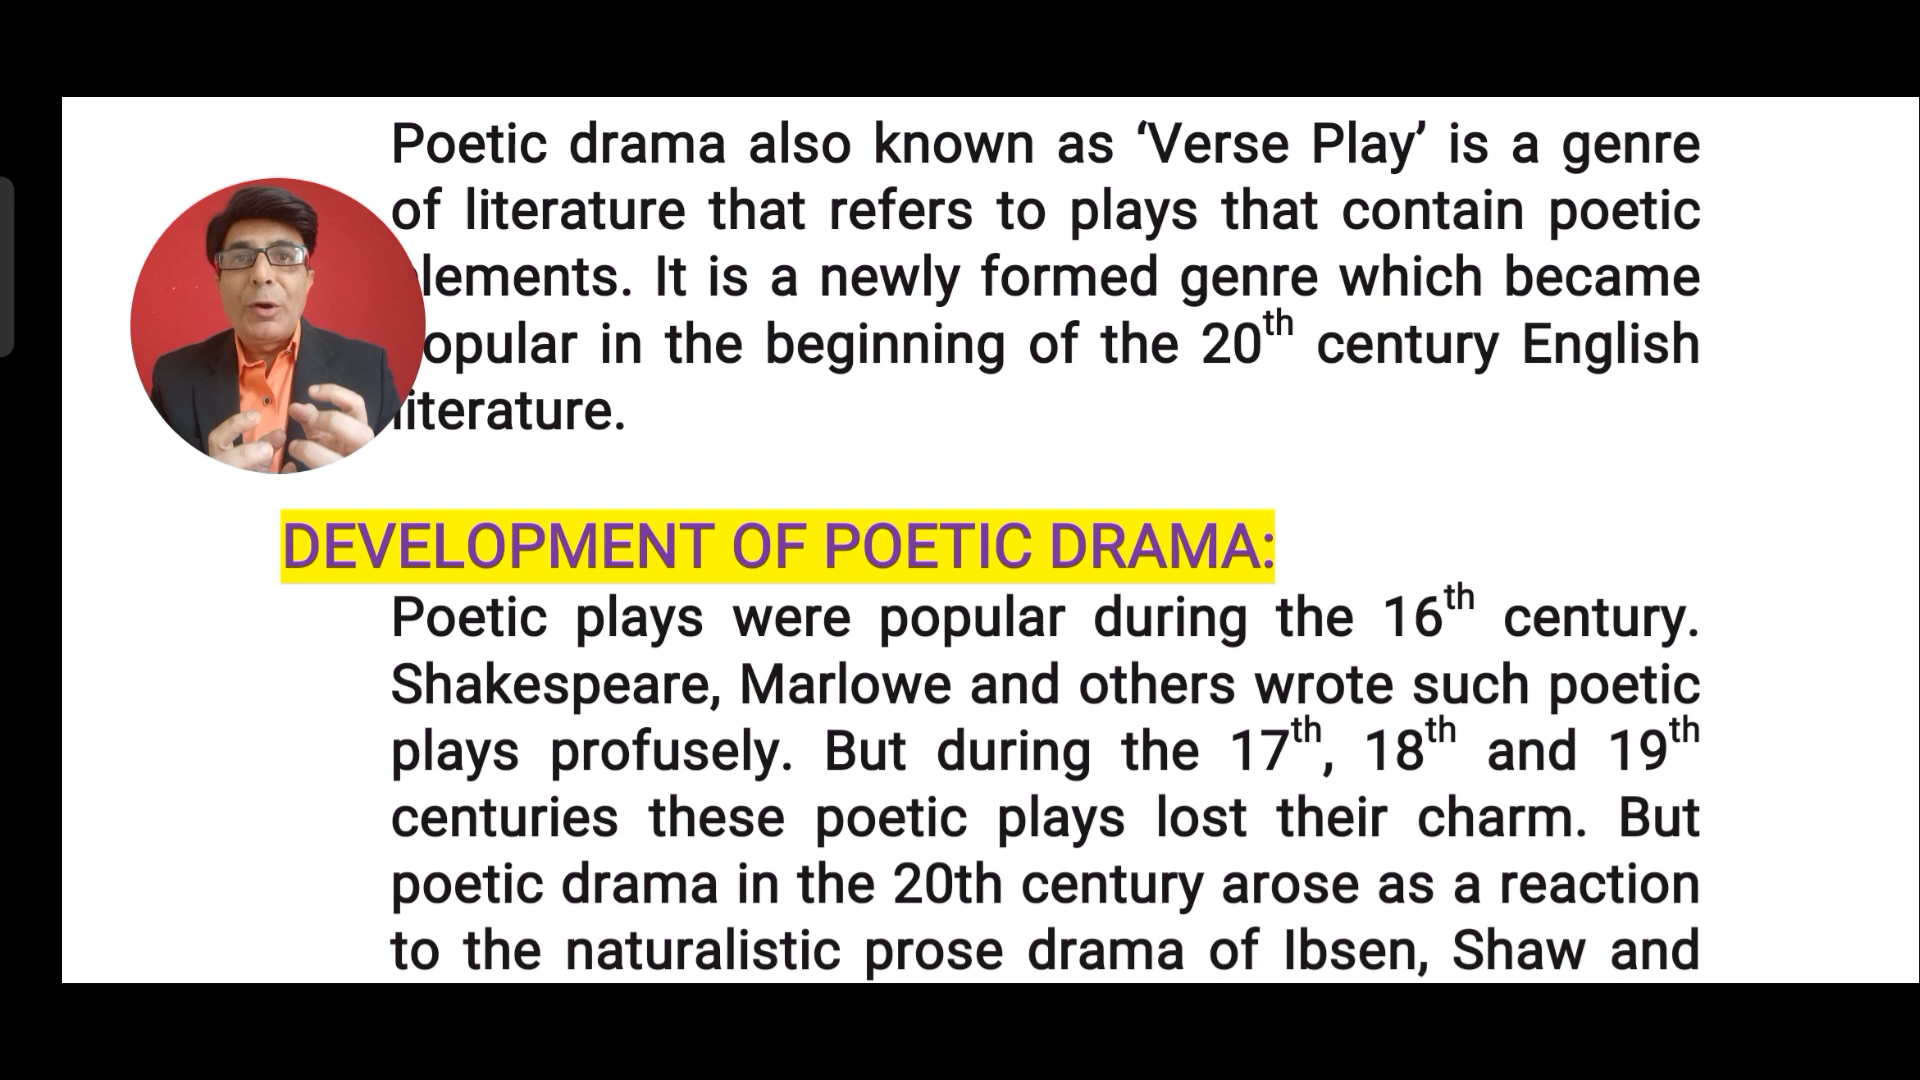 Poetic drama also known as ‘Verse Play’ is a genre
of literature that refers to plays that contain poetic
lements. It is a newly formed genre which became
opular in the beginning of the 20th century English
literature.
DEVELOPMENT OF POETIC DRAMA:
Poetic plays were popular during the 16th century.
Shakespeare, Marlowe and others wrote such poetic
plays profusely. But during the 17th, 18th and 19th
centuries these poetic plays lost their charm. But
poetic drama in the 20th century arose as a reaction
to the naturalistic prose drama of Ibsen, Shaw and